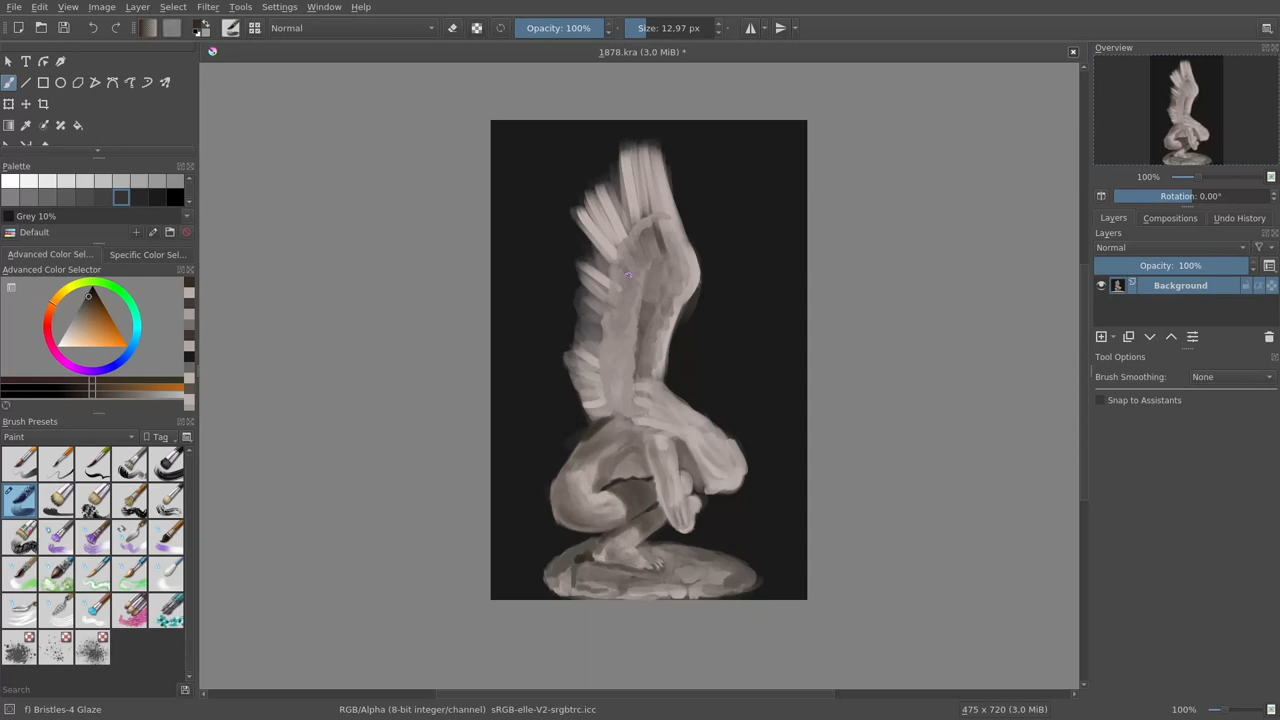 File Edit View Image Layer Select Filter Tools Settings Window Help
Normal Opacity: 100% Size: 12,97 px
1878.kra (3,0 MiB) *
Overview
100%
Rotation: 0,00°
Palette
Grey 10%
Default
Advanced Color Sel... Specific Color Sel...
Advanced Color Selector
Brush Presets
Paint Tag
Search
Layers Compositions Undo History
Layers
Normal
Opacity: 100%
Background
Tool Options
Brush Smoothing: None
Snap to Assistants
f) Bristles-4 Glaze RGB/Alpha (8-bit integer/channel) sRGB-elle-V2-srgbtrc.icc 475 x 720 (3,0 MiB) 100%